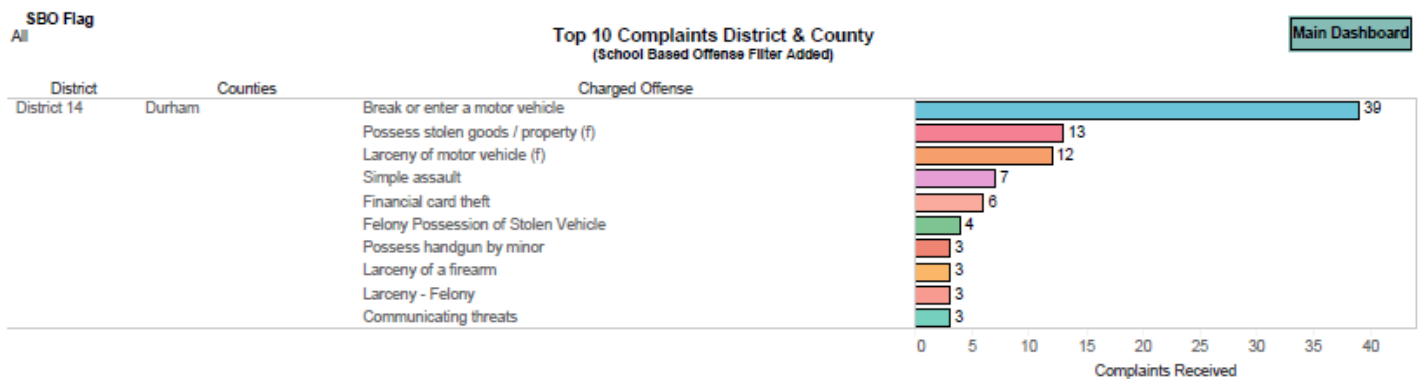 SBO Flag
All
Top 10 Complaints District & County
(School Based Offense Filter Added)
Main Dashboard
District Counties Charged Offense
District 14 Durham Break or enter a motor vehicle 39
Possess stolen goods / property (f) 13
Larceny of motor vehicle (f) 12
Simple assault 7
Financial card theft 6
Felony Possession of Stolen Vehicle 4
Possess handgun by minor 3
Larceny of a firearm 3
Larceny - Felony 3
Communicating threats 3
0 5 10 15 20 25 30 35 40
Complaints Received